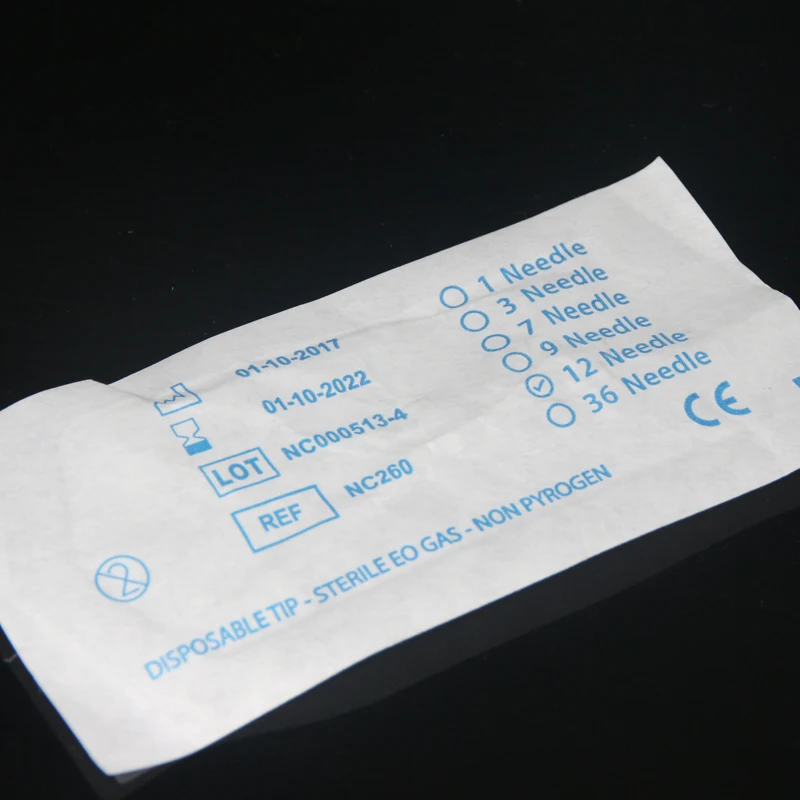 01-10-2017
01-10-2022
LOT NC000513-4
REF NC260
1 Needle
3 Needle
7 Needle
9 Needle
12 Needle
36 Needle
CE
2
DISPOSABLE TIP - STERILE EO GAS - NON PYROGEN